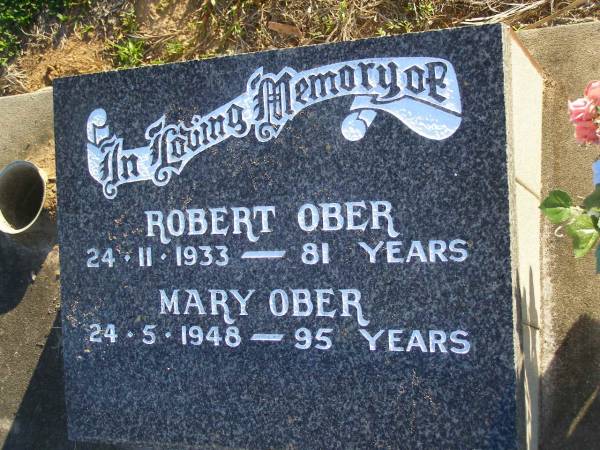 In Loving Memory of
ROBERT OBER
24·11·1933 — 81 YEARS
MARY OBER
24·5·1948 — 95 YEARS